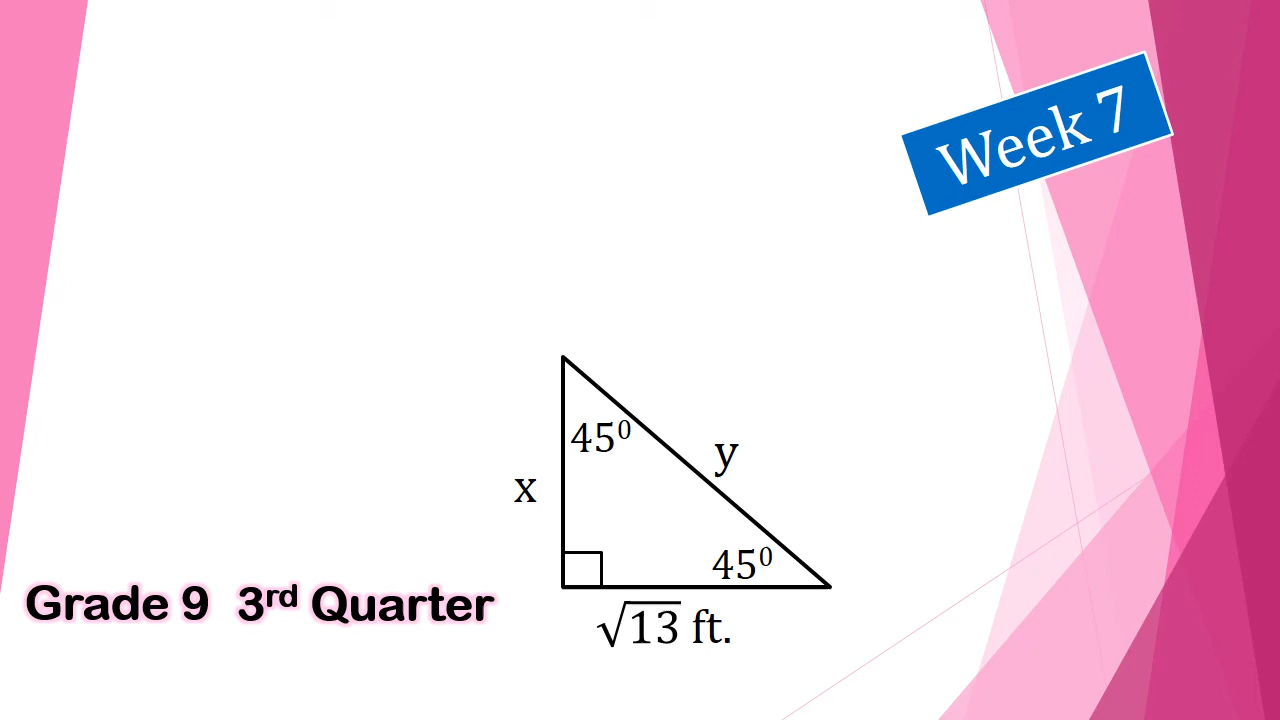 Week 7
45⁰
y
x
45⁰
Grade 9 3ʳᵈ Quarter
√13 ft.